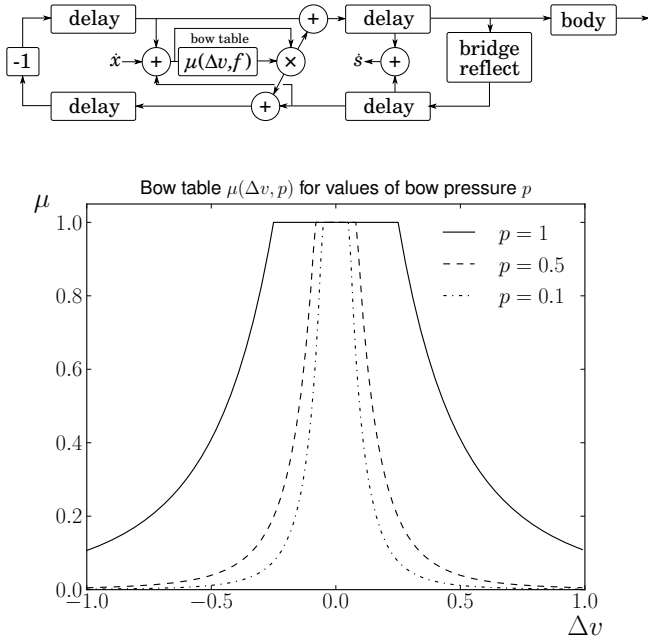 delay + delay body
bow table
-1 ẋ + μ(Δv,f) × ṡ + bridge reflect
delay + delay
Bow table μ(Δv, p) for values of bow pressure p
μ
1.0
0.8
0.6
0.4
0.2
0.0
p = 1
p = 0.5
p = 0.1
−1.0 −0.5 0.0 0.5 1.0
Δv